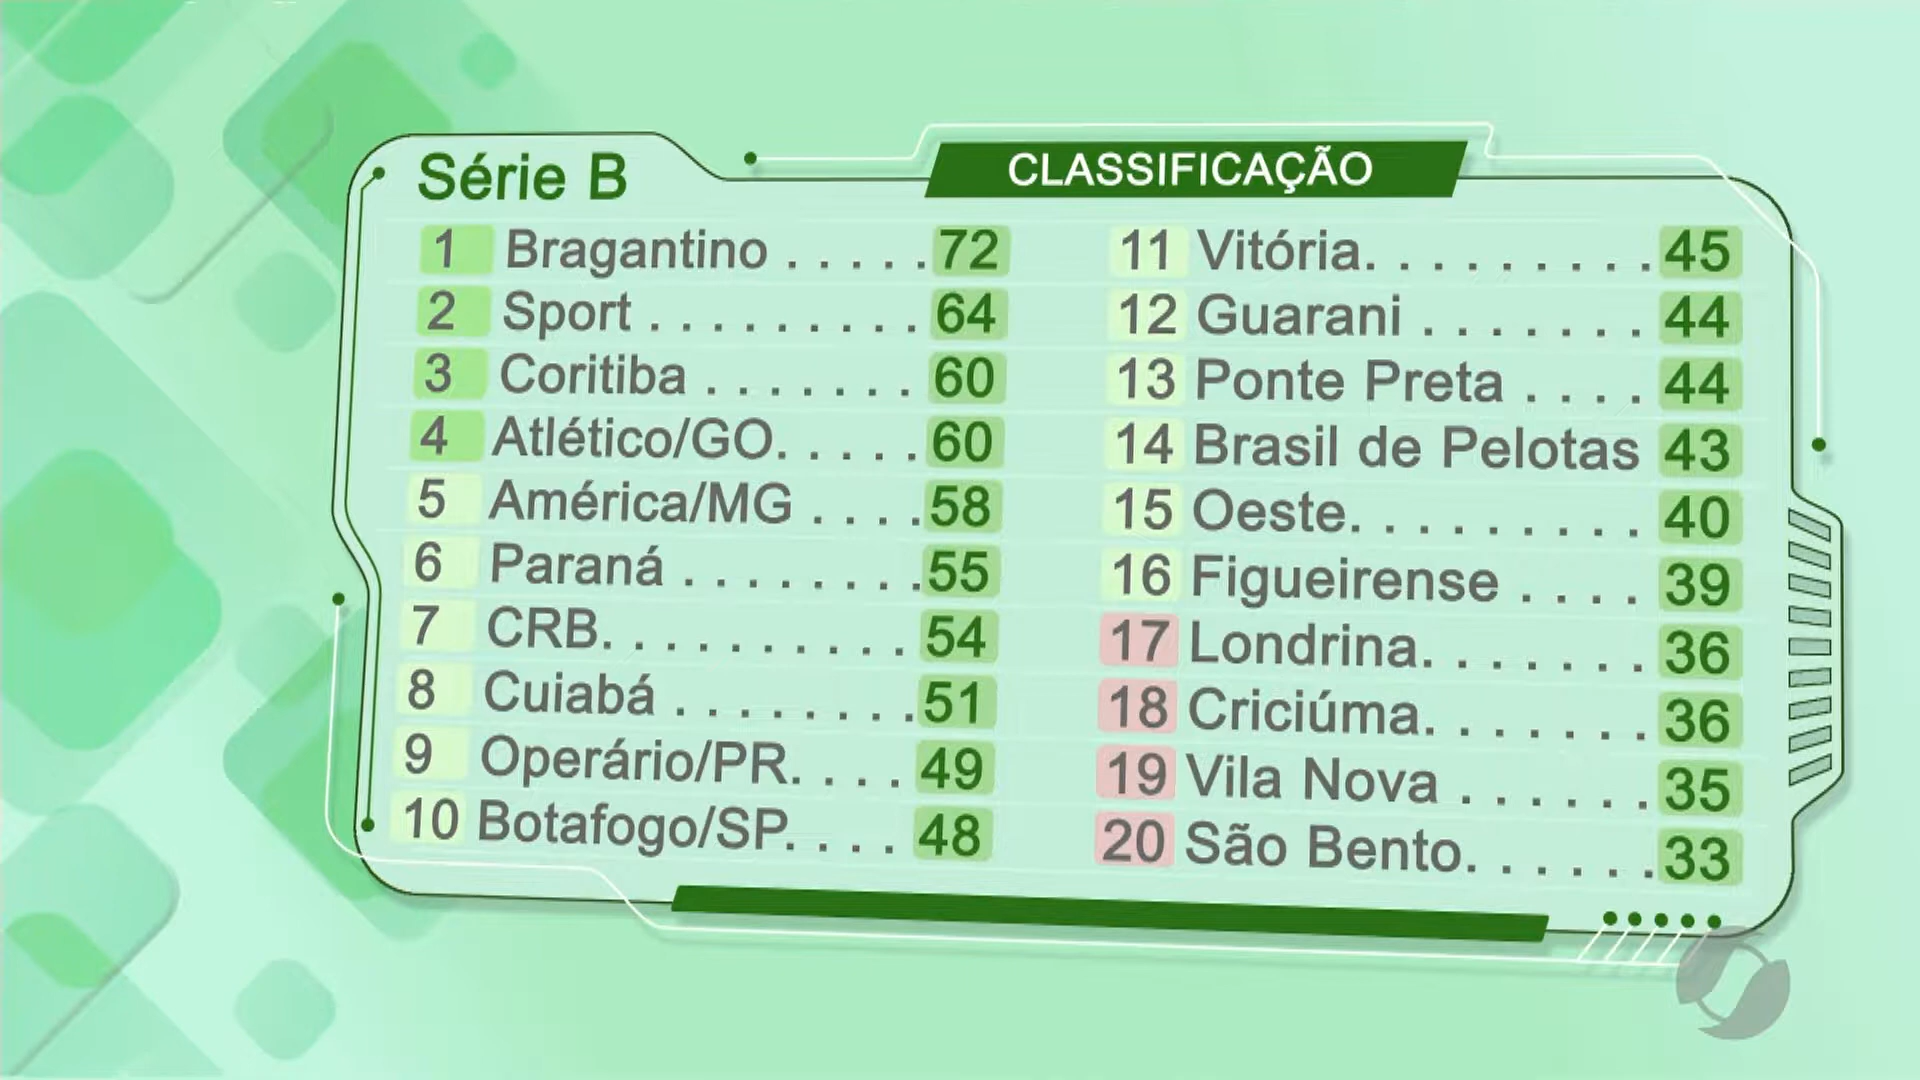 Série B
CLASSIFICAÇÃO
1 Bragantino . . . . . 72
2 Sport . . . . . . . . . 64
3 Coritiba . . . . . . . 60
4 Atlético/GO. . . . . 60
5 América/MG . . . . 58
6 Paraná . . . . . . . . 55
7 CRB. . . . . . . . . . 54
8 Cuiabá . . . . . . . . 51
9 Operário/PR. . . . 49
10 Botafogo/SP. . . . 48
11 Vitória. . . . . . . . . . 45
12 Guarani . . . . . . . 44
13 Ponte Preta . . . . 44
14 Brasil de Pelotas 43
15 Oeste. . . . . . . . . 40
16 Figueirense . . . . 39
17 Londrina. . . . . . . 36
18 Criciúma. . . . . . . 36
19 Vila Nova . . . . . . 35
20 São Bento. . . . . . 33